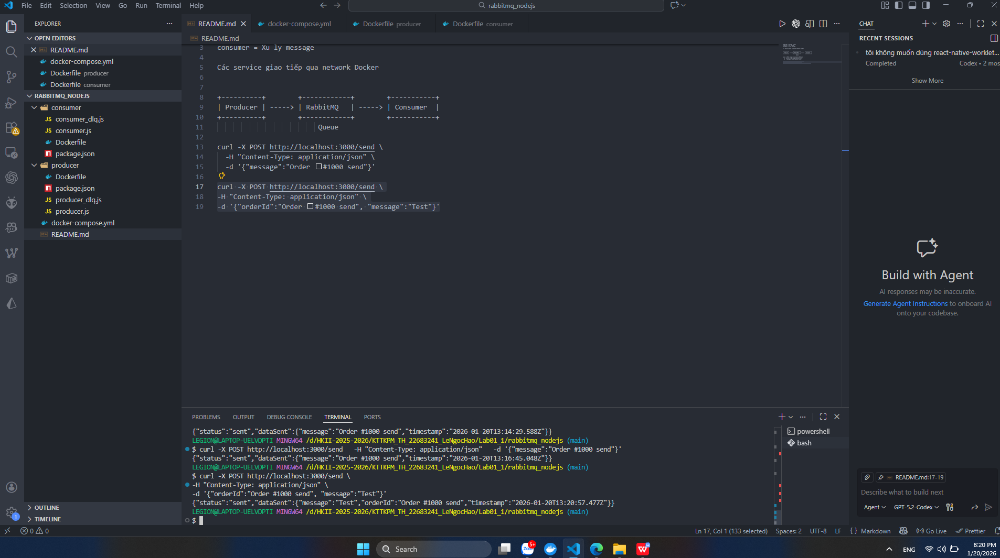 File Edit Selection View Go Run Terminal Help
rabbitmq_nodejs
EXPLORER
OPEN EDITORS
README.md
docker-compose.yml
Dockerfile producer
Dockerfile consumer
RABBITMQ_NODEJS
consumer
JS consumer_dlq.js
JS consumer.js
Dockerfile
package.json
producer
Dockerfile
package.json
JS producer_dlq.js
JS producer.js
docker-compose.yml
README.md
OUTLINE
TIMELINE
README.md
docker-compose.yml
Dockerfile producer
Dockerfile consumer
README.md
3 consumer = Xu ly message
4
5 Các service giao tiếp qua network Docker
6
7
8 +----------+ +------------+ +-----------+
9 | Producer | -----> | RabbitMQ | -----> | Consumer |
10 +----------+ +------------+ +-----------+
11 Queue
12
13 curl -X POST http://localhost:3000/send \
14 -H "Content-Type: application/json" \
15 -d '{"message":"Order #1000 send"}'
16
17 curl -X POST http://localhost:3000/send \
18 -H "Content-Type: application/json" \
19 -d '{"orderId":"Order #1000 send", "message":"Test"}'
PROBLEMS OUTPUT DEBUG CONSOLE TERMINAL PORTS
{"status":"sent","dataSent":{"message":"Order #1000 send","timestamp":"2026-01-20T13:14:29.588Z"}}
LEGION@LAPTOP-UELVDPTI MINGW64 /d/HKII-2025-2026/KTTKPM_TH_22683241_LeNgocHao/Lab01_1/rabbitmq_nodejs (main)
$ curl -X POST http://localhost:3000/send -H "Content-Type: application/json" -d '{"message":"Order #1000 send"}'
{"status":"sent","dataSent":{"message":"Order #1000 send","timestamp":"2026-01-20T13:16:45.048Z"}}
LEGION@LAPTOP-UELVDPTI MINGW64 /d/HKII-2025-2026/KTTKPM_TH_22683241_LeNgocHao/Lab01_1/rabbitmq_nodejs (main)
$ curl -X POST http://localhost:3000/send \
-H "Content-Type: application/json" \
-d '{"orderId":"Order #1000 send", "message":"Test"}'
{"status":"sent","dataSent":{"message":"Test","orderId":"Order #1000 send","timestamp":"2026-01-20T13:20:57.477Z"}}
LEGION@LAPTOP-UELVDPTI MINGW64 /d/HKII-2025-2026/KTTKPM_TH_22683241_LeNgocHao/Lab01_1/rabbitmq_nodejs (main)
$
powershell
bash
CHAT
RECENT SESSIONS
tôi không muốn dùng react-native-worklet...
Completed Codex • 2 mos
Show More
Build with Agent
AI responses may be inaccurate.
Generate Agent Instructions to onboard AI
onto your codebase.
README.md:17-19
Describe what to build next
Agent GPT-5.2-Codex
1
0 0
Ln 17, Col 1 (133 selected) Spaces: 2 UTF-8 LF { } Markdown Go Live Prettier
Search
Zalo 5+
ENG
8:20 PM
1/20/2026